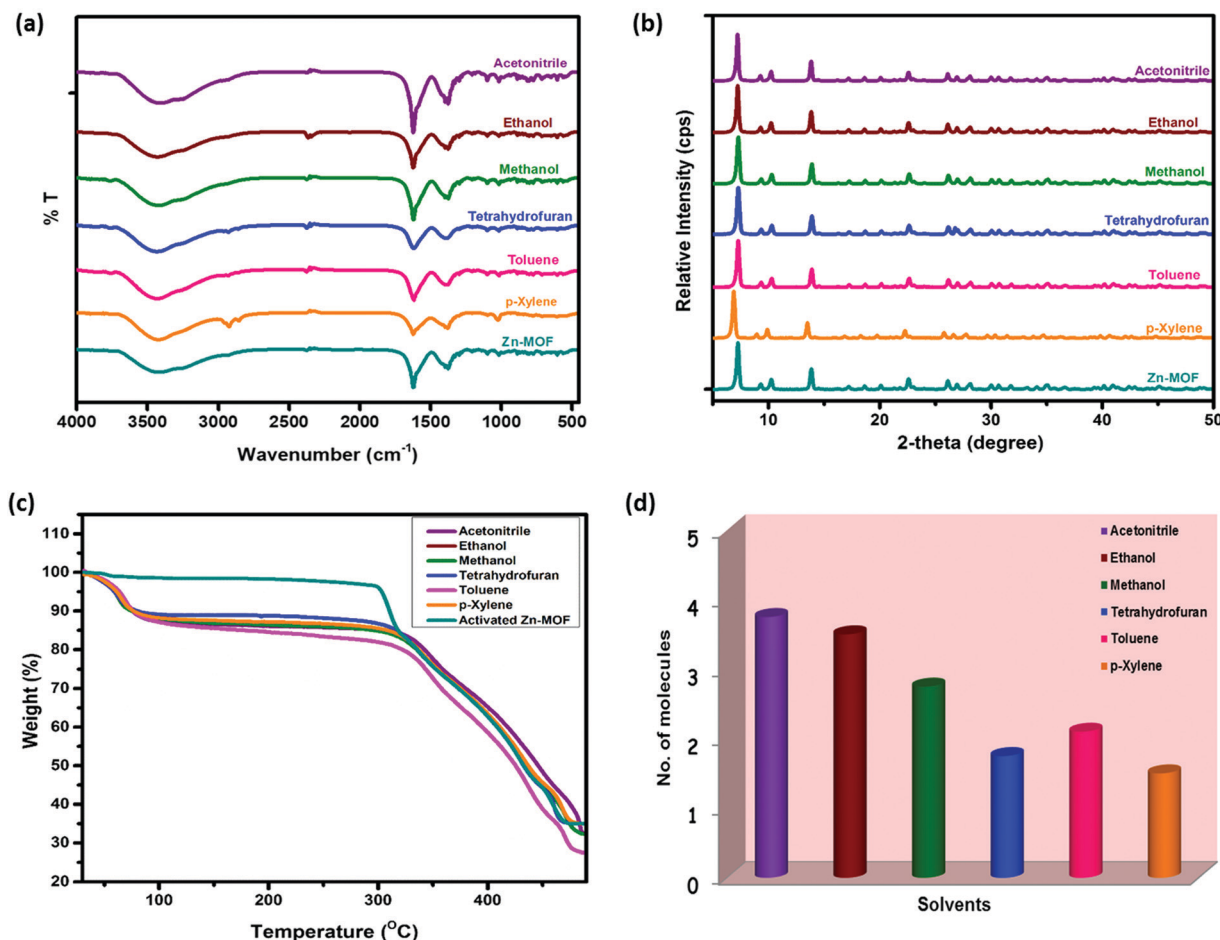 (a)
% T
Acetonitrile
Ethanol
Methanol
Tetrahydrofuran
Toluene
p-Xylene
Zn-MOF
4000 3500 3000 2500 2000 1500 1000 500
Wavenumber (cm⁻¹)
(b)
Relative Intensity (cps)
Acetonitrile
Ethanol
Methanol
Tetrahydrofuran
Toluene
p-Xylene
Zn-MOF
10 20 30 40 50
2-theta (degree)
(c)
Weight (%)
110
100
90
80
70
60
50
40
30
20
Acetonitrile
Ethanol
Methanol
Tetrahydrofuran
Toluene
p-Xylene
Activated Zn-MOF
100 200 300 400
Temperature (ᴼC)
(d)
No. of molecules
5
4
3
2
1
0
Acetonitrile
Ethanol
Methanol
Tetrahydrofuran
Toluene
p-Xylene
Solvents